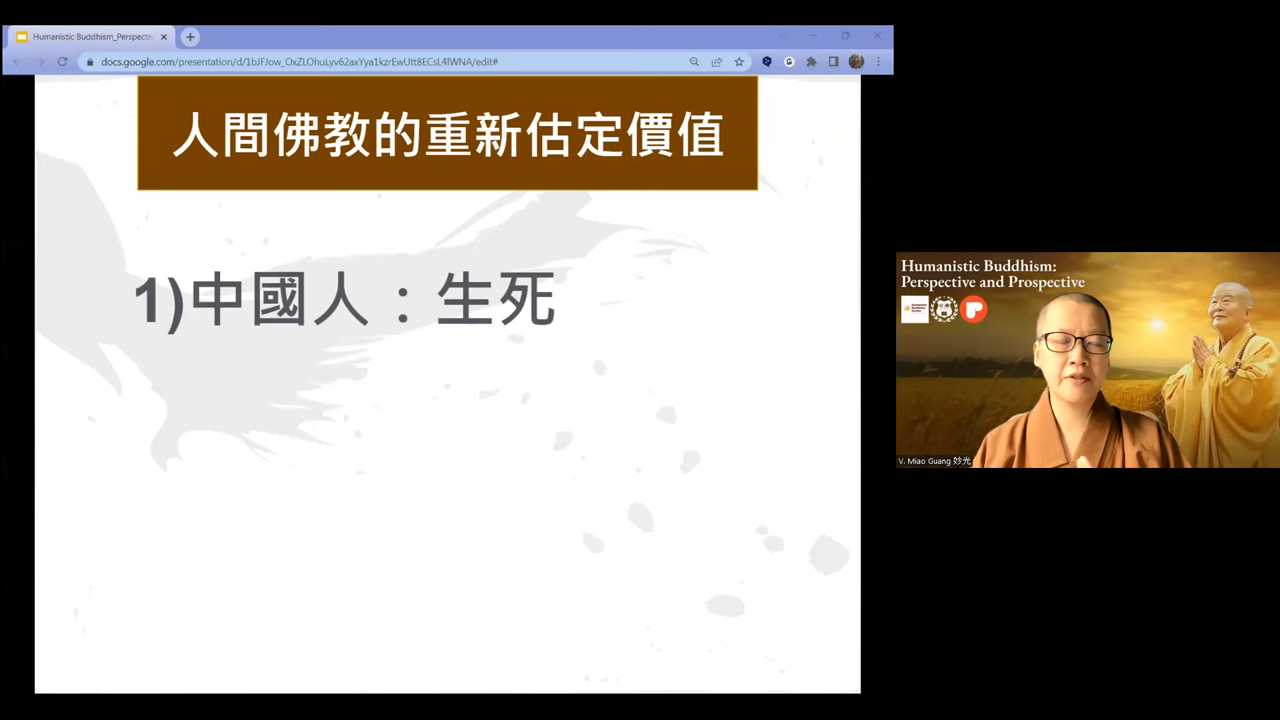 Humanistic Buddhism_Perspectiv
docs.google.com/presentation/d/1bJFJow_OxZLOhuLyv62axYya1kzrEwUtt8ECsL4lWNA/edit#
人間佛教的重新估定價值
1)中國人：生死
Humanistic Buddhism:
Perspective and Prospective
V. Miao Guang 妙光